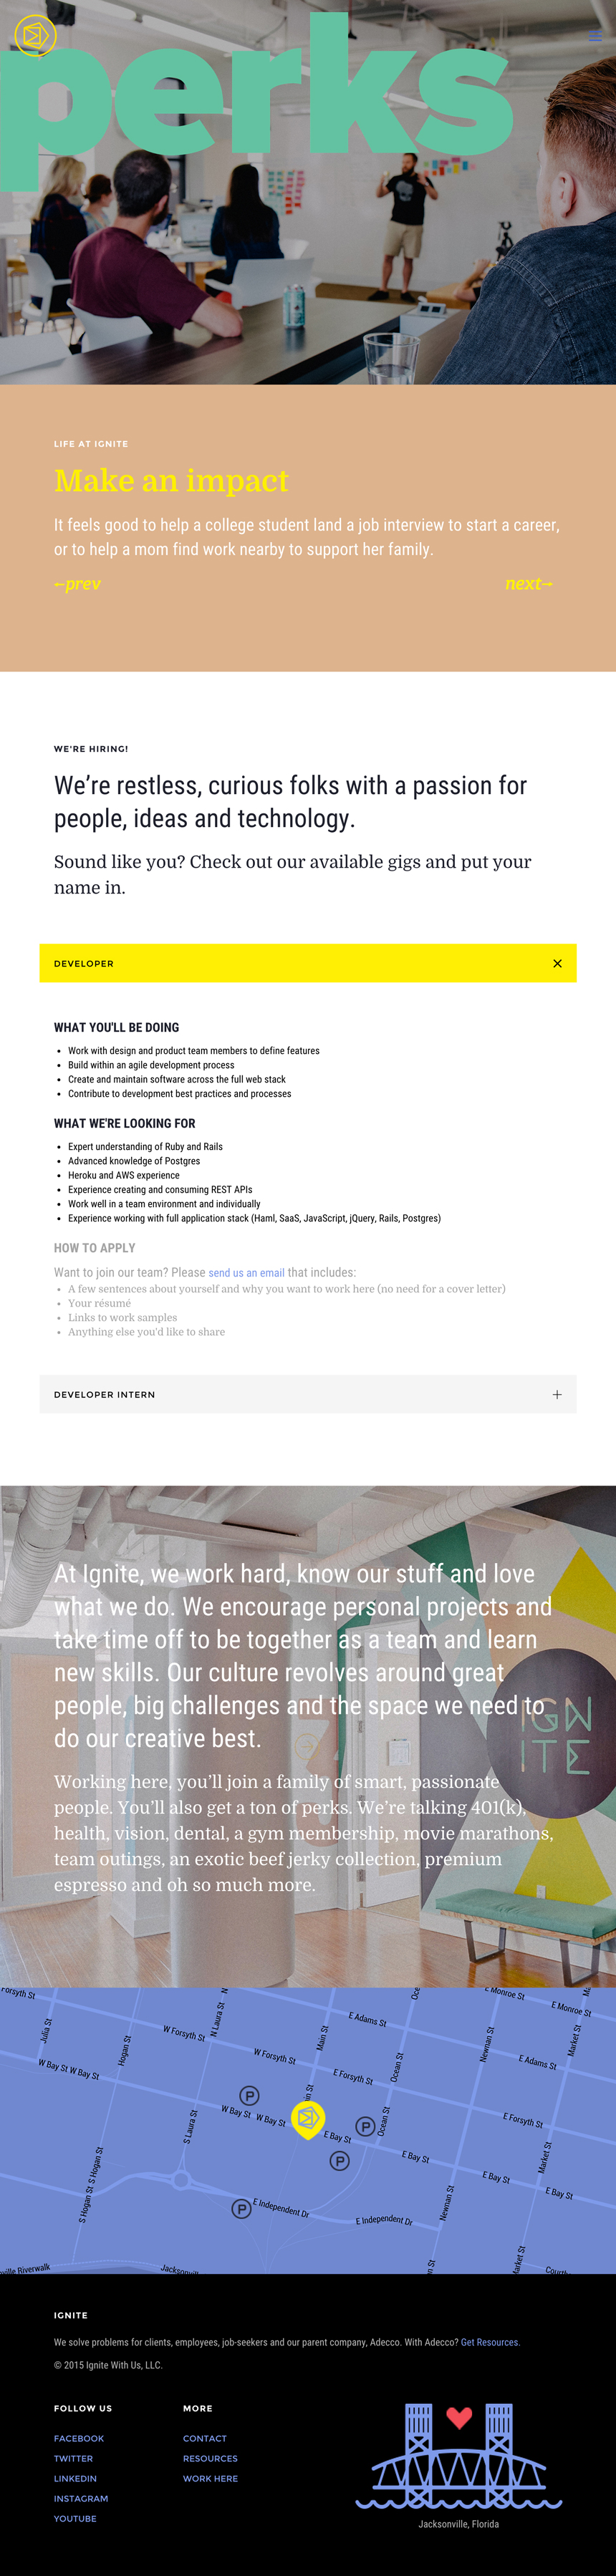 perks
LIFE AT IGNITE
Make an impact
It feels good to help a college student land a job interview to start a career,
or to help a mom find work nearby to support her family.
←prev
next→
WE'RE HIRING!
We’re restless, curious folks with a passion for
people, ideas and technology.
Sound like you? Check out our available gigs and put your
name in.
DEVELOPER
WHAT YOU'LL BE DOING
• Work with design and product team members to define features
• Build within an agile development process
• Create and maintain software across the full web stack
• Contribute to development best practices and processes
WHAT WE'RE LOOKING FOR
• Expert understanding of Ruby and Rails
• Advanced knowledge of Postgres
• Heroku and AWS experience
• Experience creating and consuming REST APIs
• Work well in a team environment and individually
• Experience working with full application stack (Haml, SaaS, JavaScript, jQuery, Rails, Postgres)
HOW TO APPLY
Want to join our team? Please send us an email that includes:
• A few sentences about yourself and why you want to work here (no need for a cover letter)
• Your résumé
• Links to work samples
• Anything else you'd like to share
DEVELOPER INTERN
At Ignite, we work hard, know our stuff and love
what we do. We encourage personal projects and
take time off to be together as a team and learn
new skills. Our culture revolves around great
people, big challenges and the space we need to
do our creative best.
IGN
ITE
Working here, you’ll join a family of smart, passionate
people. You’ll also get a ton of perks. We’re talking 401(k),
health, vision, dental, a gym membership, movie marathons,
team outings, an exotic beef jerky collection, premium
espresso and oh so much more.
Forsyth St
E Monroe St
E Monroe St
Julia St
Hogan St
W Forsyth St
N Laura St
Main St
E Adams St
Newnan St
Market St
W Bay St W Bay St
W Forsyth St
E Forsyth St
Ocean St
E Adams St
P
W Bay St
W Bay St
E Bay St
P
Ocean St
E Forsyth St
S Laura St
P
E Bay St
E Bay St
Market St
E Bay St
S Hogan St S Hogan St
P
E Independent Dr
E Independent Dr
Newnan St
ville Riverwalk
Jacksonvil
arket St
IGNITE
We solve problems for clients, employees, job-seekers and our parent company, Adecco. With Adecco? Get Resources.
© 2015 Ignite With Us, LLC.
FOLLOW US
MORE
FACEBOOK
CONTACT
TWITTER
RESOURCES
LINKEDIN
WORK HERE
INSTAGRAM
YOUTUBE
Jacksonville, Florida